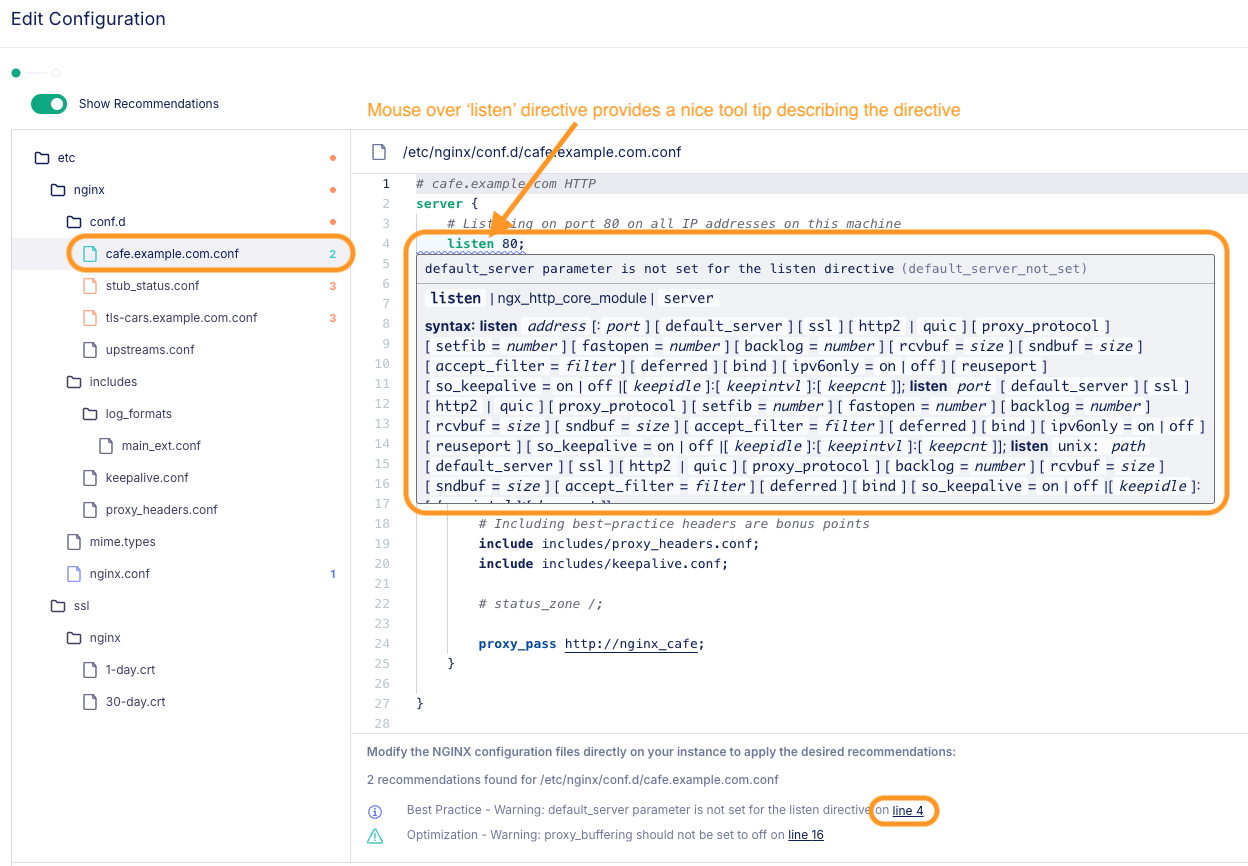 Edit Configuration
Show Recommendations
Mouse over ‘listen’ directive provides a nice tool tip describing the directive
etc
nginx
conf.d
cafe.example.com.conf 2
stub_status.conf 3
tls-cars.example.com.conf 3
upstreams.conf
includes
log_formats
main_ext.conf
keepalive.conf
proxy_headers.conf
mime.types
nginx.conf 1
ssl
nginx
1-day.crt
30-day.crt
/etc/nginx/conf.d/cafe.example.com.conf
1 # cafe.example.com HTTP
2 server {
3 # Listening on port 80 on all IP addresses on this machine
4 listen 80;
5
6
7
8
9
10
11
12
13
14
15
16
17
default_server parameter is not set for the listen directive (default_server_not_set)
listen | ngx_http_core_module | server
syntax: listen address [: port ] [ default_server ] [ ssl ] [ http2 | quic ] [ proxy_protocol ]
[ setfib = number ] [ fastopen = number ] [ backlog = number ] [ rcvbuf = size ] [ sndbuf = size ]
[ accept_filter = filter ] [ deferred ] [ bind ] [ ipv6only = on | off ] [ reuseport ]
[ so_keepalive = on | off |[ keepidle ]:[ keepintvl ]:[ keepcnt ]]; listen port [ default_server ] [ ssl ]
[ http2 | quic ] [ proxy_protocol ] [ setfib = number ] [ fastopen = number ] [ backlog = number ]
[ rcvbuf = size ] [ sndbuf = size ] [ accept_filter = filter ] [ deferred ] [ bind ] [ ipv6only = on | off ]
[ reuseport ] [ so_keepalive = on | off |[ keepidle ]:[ keepintvl ]:[ keepcnt ]]; listen unix: path
[ default_server ] [ ssl ] [ http2 | quic ] [ proxy_protocol ] [ backlog = number ] [ rcvbuf = size ]
[ sndbuf = size ] [ accept_filter = filter ] [ deferred ] [ bind ] [ so_keepalive = on | off |[ keepidle ]:
18 # Including best-practice headers are bonus points
19 include includes/proxy_headers.conf;
20 include includes/keepalive.conf;
21
22 # status_zone /;
23
24 proxy_pass http://nginx_cafe;
25 }
26
27 }
28
Modify the NGINX configuration files directly on your instance to apply the desired recommendations:
2 recommendations found for /etc/nginx/conf.d/cafe.example.com.conf
Best Practice - Warning: default_server parameter is not set for the listen directive on line 4
Optimization - Warning: proxy_buffering should not be set to off on line 16